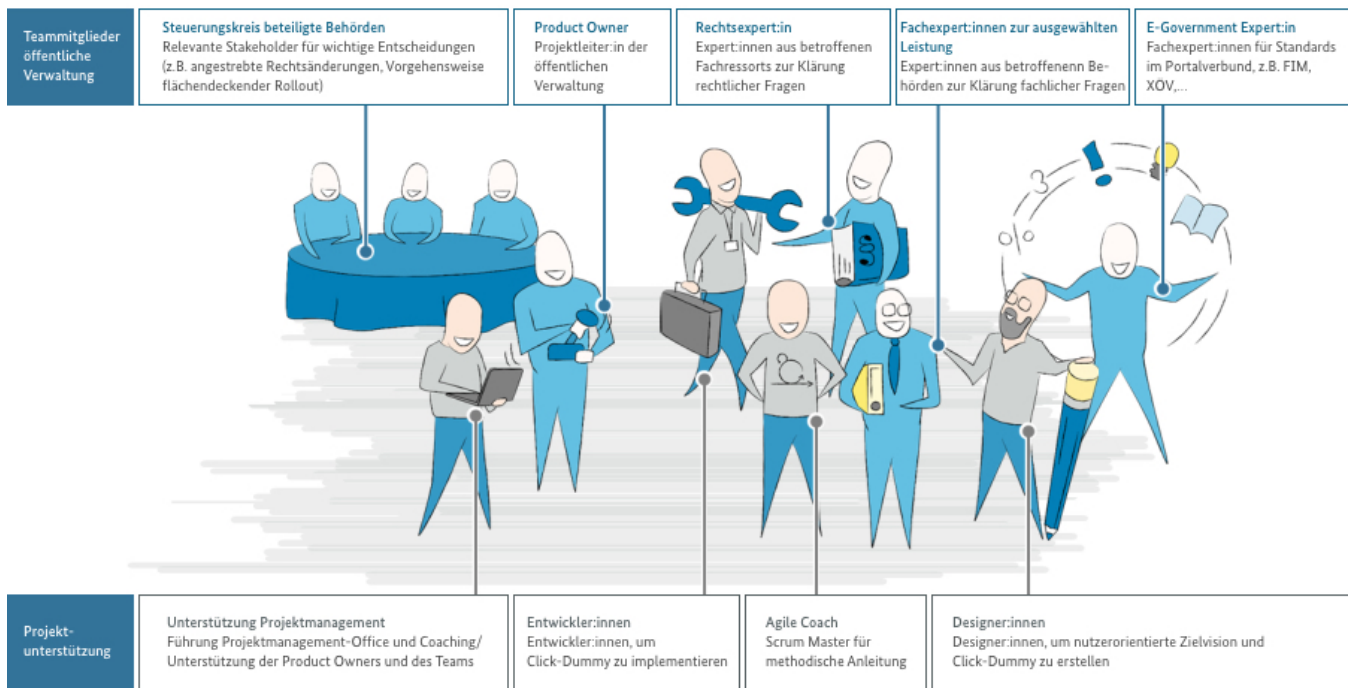 Teammitglieder
öffentliche
Verwaltung
Steuerungskreis beteiligte Behörden
Relevante Stakeholder für wichtige Entscheidungen
(z.B. angestrebte Rechtsänderungen, Vorgehensweise
flächendeckender Rollout)
Product Owner
Projektleiter:in der
öffentlichen
Verwaltung
Rechtsexpert:in
Expert:innen aus betroffenen
Fachressorts zur Klärung
rechtlicher Fragen
Fachexpert:innen zur ausgewählten
Leistung
Expert:innen aus betroffenenn Be-
hörden zur Klärung fachlicher Fragen
E-Government Expert:in
Fachexpert:innen für Standards
im Portalverbund, z.B. FIM,
XÖV,...
Projekt-
unterstützung
Unterstützung Projektmanagement
Führung Projektmanagement-Office und Coaching/
Unterstützung der Product Owners und des Teams
Entwickler:innen
Entwickler:innen, um
Click-Dummy zu implementieren
Agile Coach
Scrum Master für
methodische Anleitung
Designer:innen
Designer:innen, um nutzerorientierte Zielvision und
Click-Dummy zu erstellen